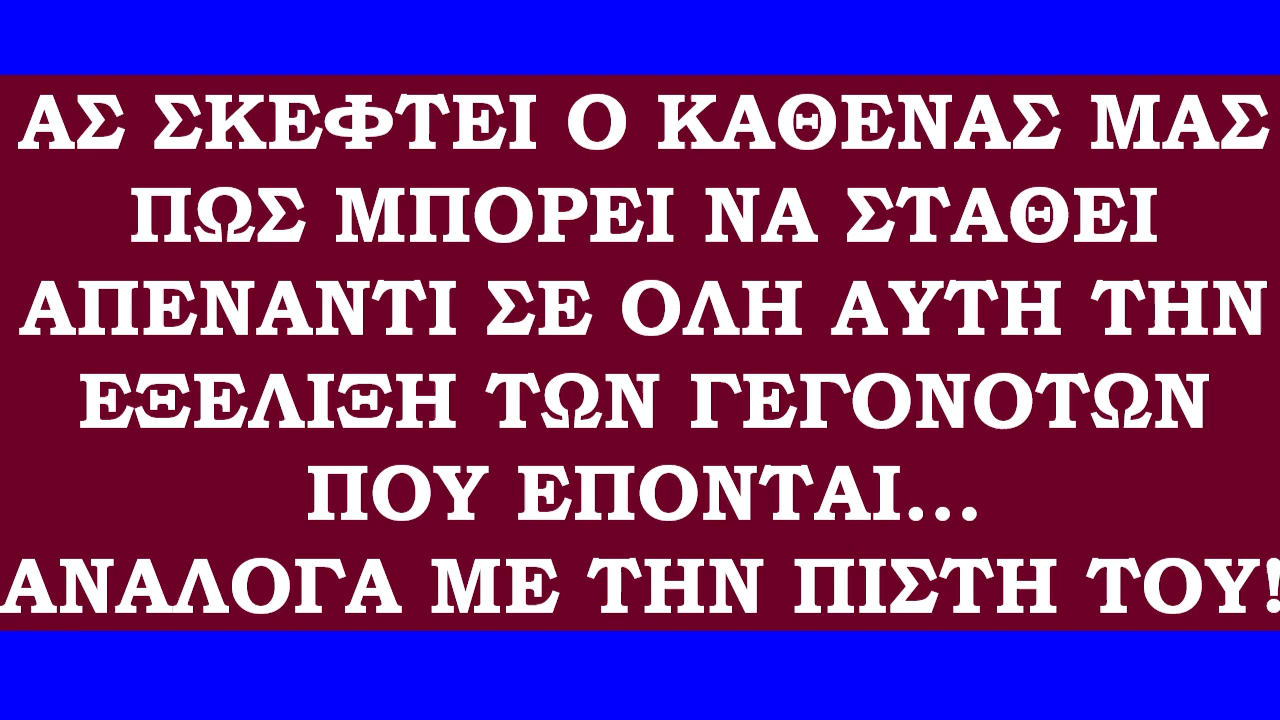 ΑΣ ΣΚΕΦΤΕΙ Ο ΚΑΘΕΝΑΣ ΜΑΣ
ΠΩΣ ΜΠΟΡΕΙ ΝΑ ΣΤΑΘΕΙ
ΑΠΕΝΑΝΤΙ ΣΕ ΟΛΗ ΑΥΤΗ ΤΗΝ
ΕΞΕΛΙΞΗ ΤΩΝ ΓΕΓΟΝΟΤΩΝ
ΠΟΥ ΕΠΟΝΤΑΙ...
ΑΝΑΛΟΓΑ ΜΕ ΤΗΝ ΠΙΣΤΗ ΤΟΥ!